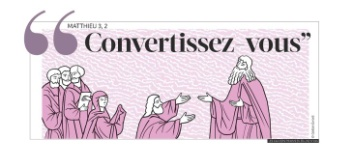 MATTHIEU 3, 2
“Convertissez-vous”